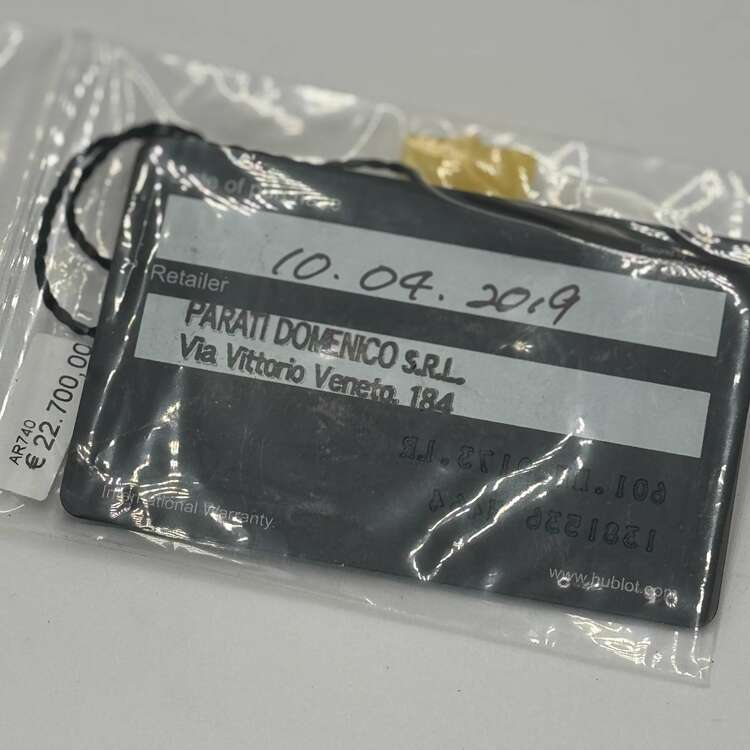 of
10.04.2019
Retailer
PARATI DOMENICO S.R.L.
Via Vittorio Veneto, 184
AR740
€ 22.700,00
International Warranty
www.hublot.com